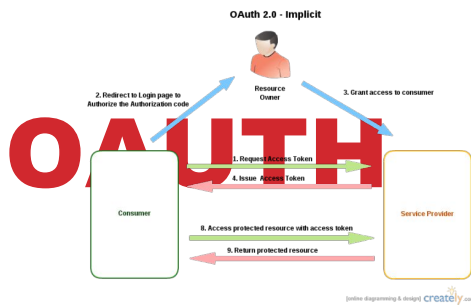 OAuth 2.0 - Implicit
2. Redirect to Login page to
Authorize the Authorization code
Resource
Owner
3. Grant access to consumer
OAUTH
1. Request Access Token
4. Issue Access Token
Consumer
Service Provider
8. Access protected resource with access token
9. Return protected resource
[online diagramming & design] creately.co